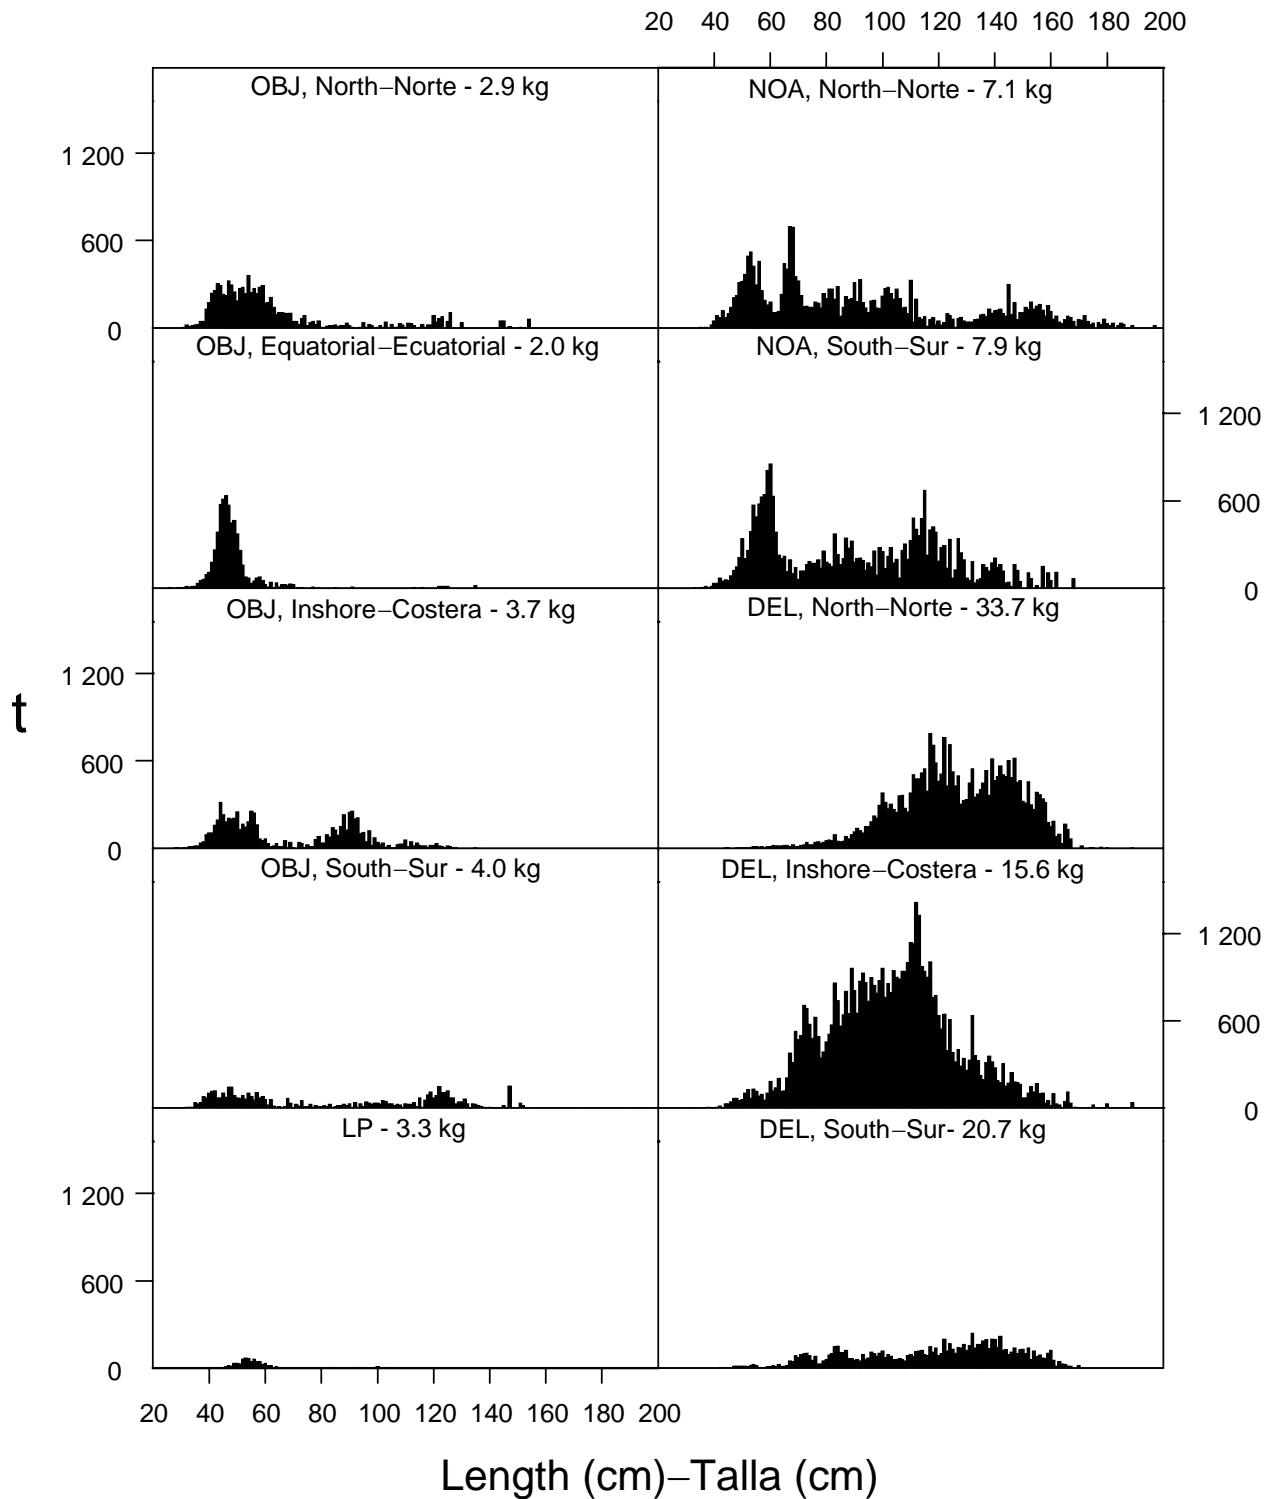 20 40 60 80 100 120 140 160 180 200
OBJ, North–Norte - 2.9 kg
NOA, North–Norte - 7.1 kg
1 200
600
0
OBJ, Equatorial–Ecuatorial - 2.0 kg
NOA, South–Sur - 7.9 kg
1 200
600
0
OBJ, Inshore–Costera - 3.7 kg
DEL, North–Norte - 33.7 kg
1 200
600
0
t
OBJ, South–Sur - 4.0 kg
DEL, Inshore–Costera - 15.6 kg
1 200
600
0
LP - 3.3 kg
DEL, South–Sur- 20.7 kg
1 200
600
0
20 40 60 80 100 120 140 160 180 200
Length (cm)–Talla (cm)